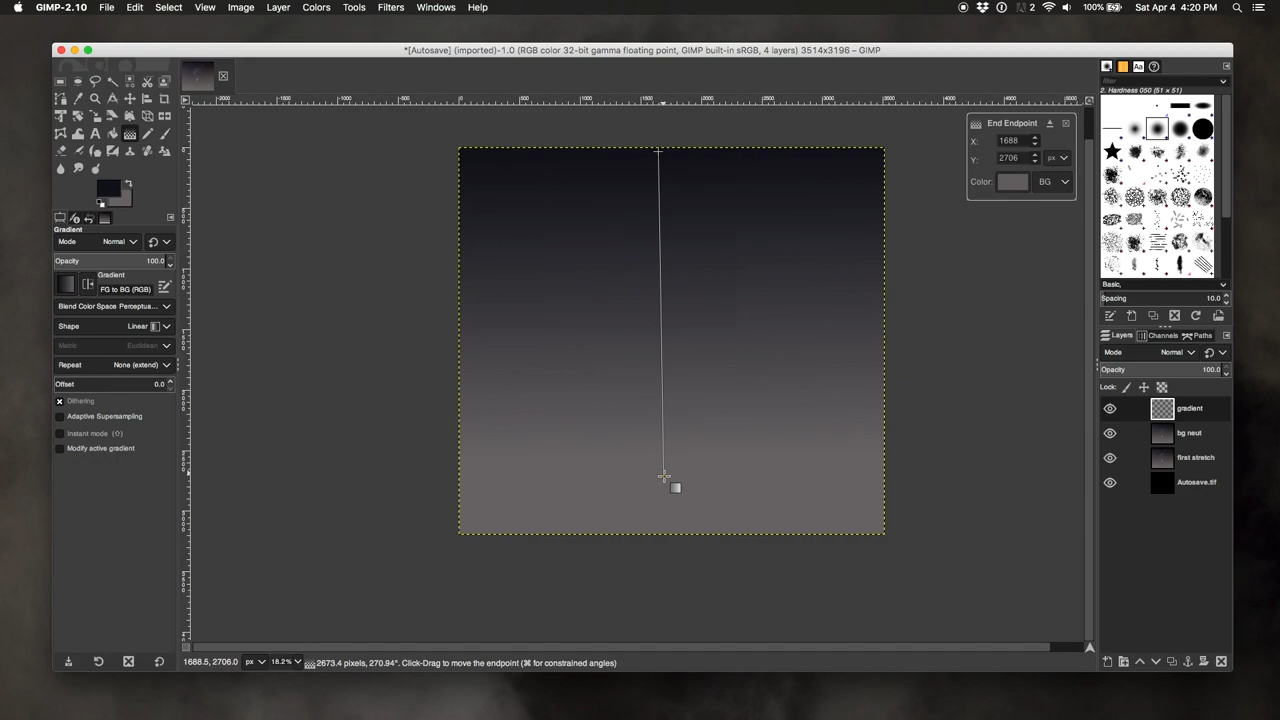 GIMP-2.10 File Edit Select View Image Layer Colors Tools Filters Windows Help 2 100% Sat Apr 4 4:20 PM
*[Autosave] (imported)-1.0 (RGB color 32-bit gamma floating point, GIMP built-in sRGB, 4 layers) 3514x3196 – GIMP
Gradient
Mode Normal
Opacity 100.0
Gradient
FG to BG (RGB)
Blend Color Space Perceptua...
Shape Linear
Metric Euclidean
Repeat None (extend)
Offset 0.0
Dithering
Adaptive Supersampling
Instant mode (⇧)
Modify active gradient
End Endpoint
X: 1688
Y: 2706 px
Color: BG
Aa
filter
2. Hardness 050 (51 × 51)
Basic,
Spacing 10.0
Layers Channels Paths
Mode Normal
Opacity 100.0
Lock:
gradient
bg neut
first stretch
Autosave.tif
1688.5, 2706.0 px 18.2% 2673.4 pixels, 270.94°. Click-Drag to move the endpoint (⌘ for constrained angles)